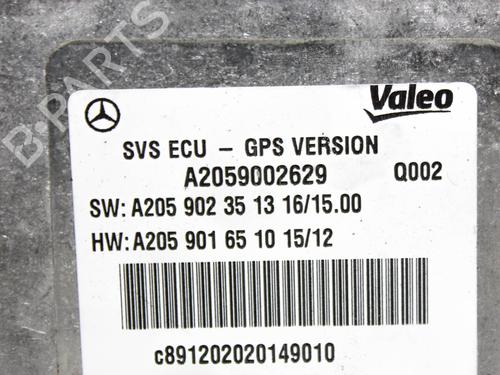 B-PARTS
Valeo
SVS ECU - GPS VERSION
A2059002629 Q002
SW: A205 902 35 13 16/15.00
HW: A205 901 65 10 15/12
c891202020149010